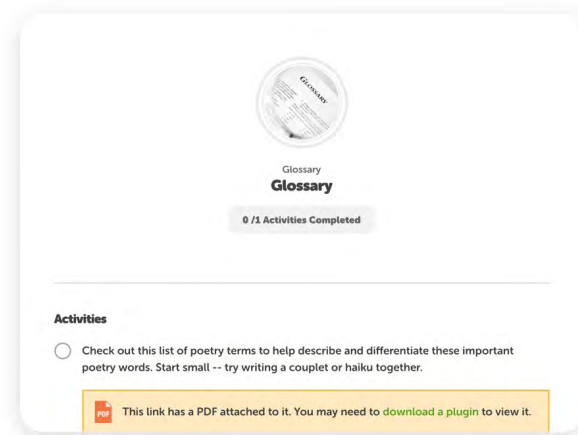 GLOSSARY
Glossary
Glossary
0 /1 Activities Completed
Activities
Check out this list of poetry terms to help describe and differentiate these important
poetry words. Start small -- try writing a couplet or haiku together.
PDF
This link has a PDF attached to it. You may need to download a plugin to view it.